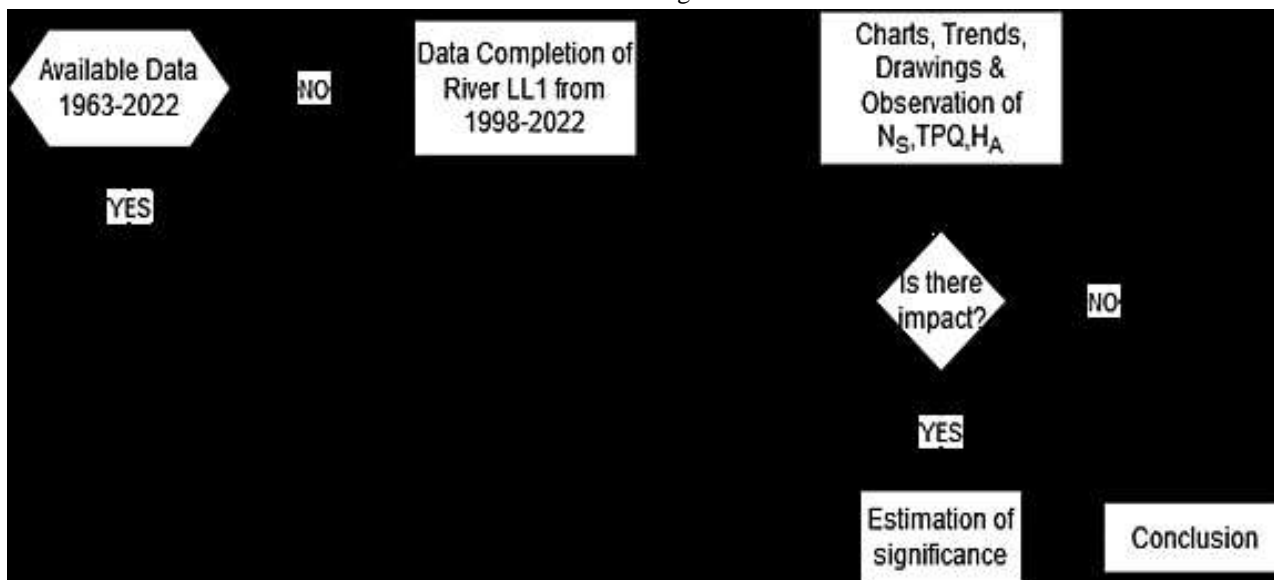 Available Data
1963-2022
NO
Data Completion of
River LL1 from
1998-2022
Charts, Trends,
Drawings &
Observation of
NS,TPQ,HA
YES
Is there
impact?
NO
YES
Estimation of
significance
Conclusion